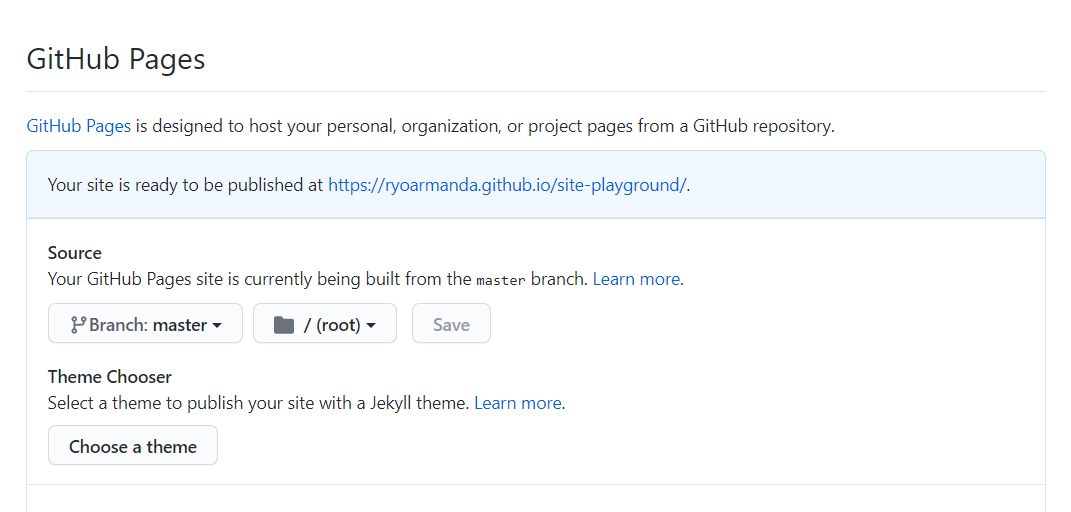 GitHub Pages
GitHub Pages is designed to host your personal, organization, or project pages from a GitHub repository.
Your site is ready to be published at https://ryoarmanda.github.io/site-playground/.
Source
Your GitHub Pages site is currently being built from the master branch. Learn more.
Branch: master
/ (root)
Save
Theme Chooser
Select a theme to publish your site with a Jekyll theme. Learn more.
Choose a theme